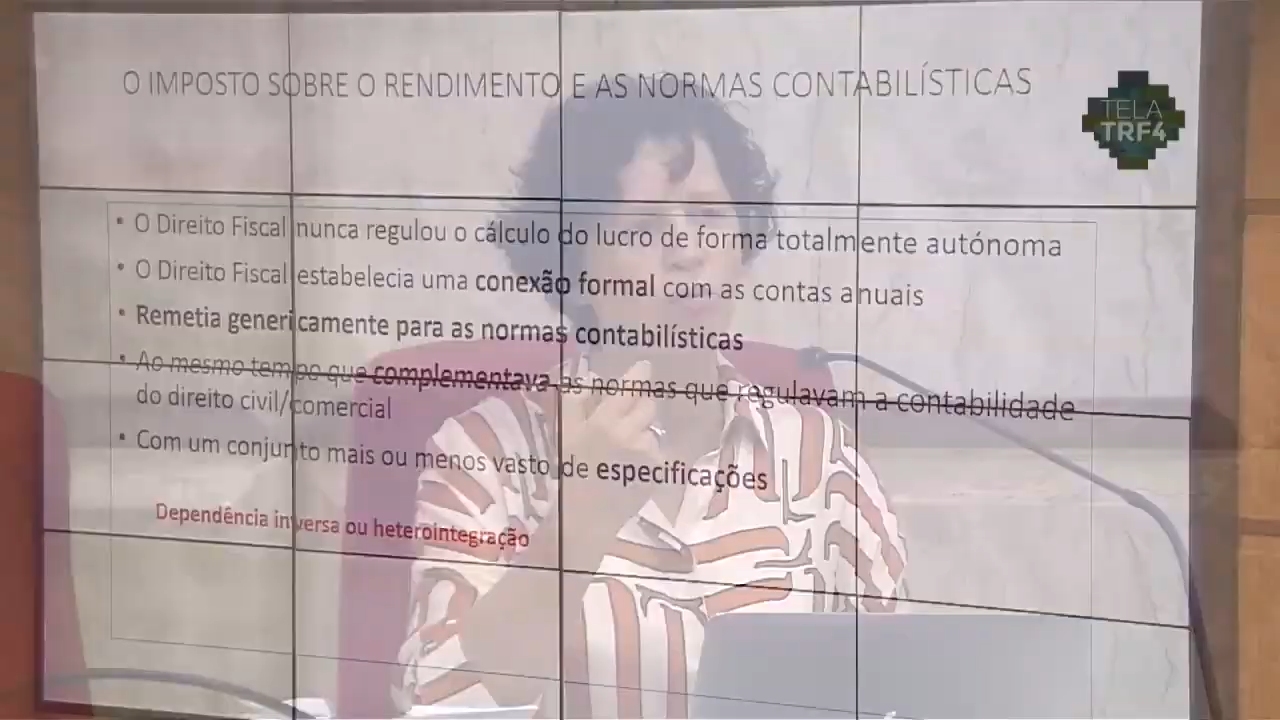 O IMPOSTO SOBRE O RENDIMENTO E AS NORMAS CONTABILÍSTICAS
TELA
TRF4
• O Direito Fiscal nunca regulou o cálculo do lucro de forma totalmente autónoma
• O Direito Fiscal estabelecia uma conexão formal com as contas anuais
• Remetia genericamente para as normas contabilísticas
• Ao mesmo tempo que complementava as normas que regulavam a contabilidade
do direito civil/comercial
• Com um conjunto mais ou menos vasto de especificações
Dependência inversa ou heterointegração